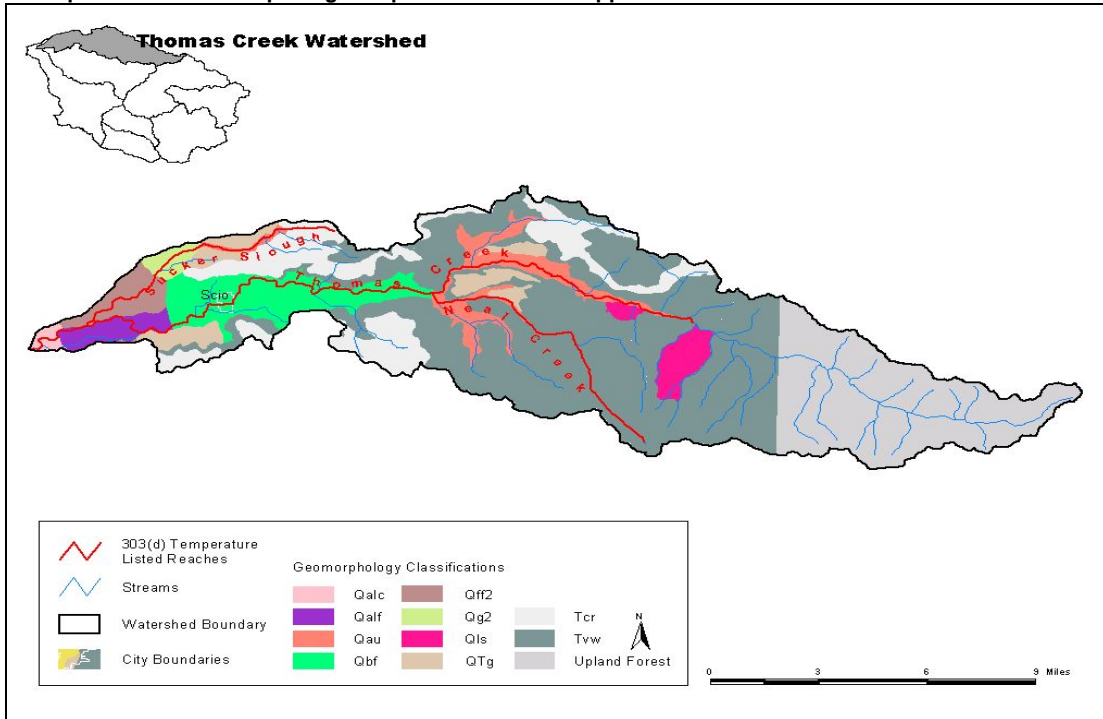 Thomas Creek Watershed
Sucker Slough
Thomas Creek
Scio
Neal Creek
303(d) Temperature
Listed Reaches
Streams
Watershed Boundary
City Boundaries
Geomorphology Classifications
Qalc
Qalf
Qau
Qbf
Qff2
Qg2
Qls
QTg
Tcr
Tvw
Upland Forest
N
0 3 6 9 Miles